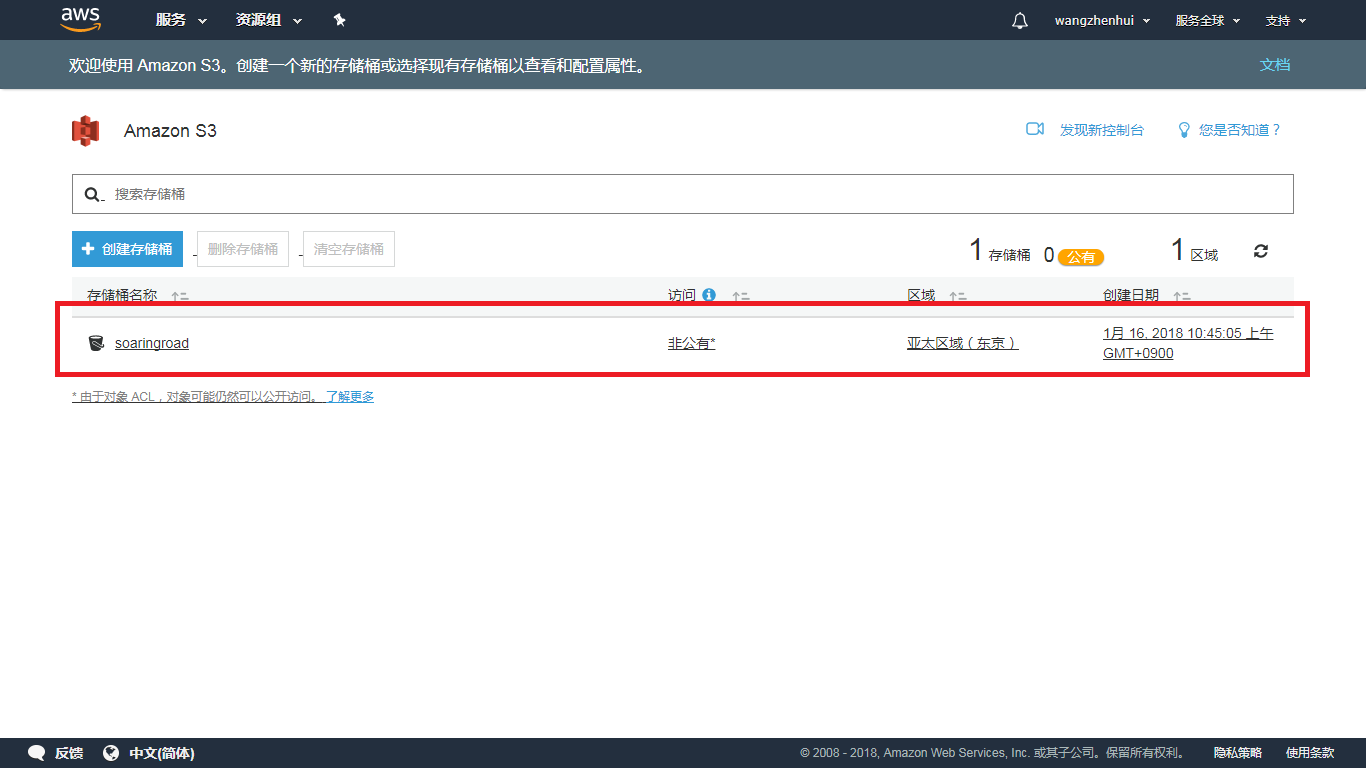 aws 服务 资源组 wangzhenhui 服务全球 支持
欢迎使用 Amazon S3。创建一个新的存储桶或选择现有存储桶以查看和配置属性。 文档
Amazon S3 发现新控制台 您是否知道？
搜索存储桶
+ 创建存储桶 删除存储桶 清空存储桶 1 存储桶 0 公有 1 区域
存储桶名称 访问 区域 创建日期
soaringroad 非公有* 亚太区域（东京） 1月 16, 2018 10:45:05 上午
GMT+0900
* 由于对象 ACL，对象可能仍然可以公开访问。 了解更多
反馈 中文(简体) © 2008 - 2018, Amazon Web Services, Inc. 或其子公司。保留所有权利。 隐私策略 使用条款